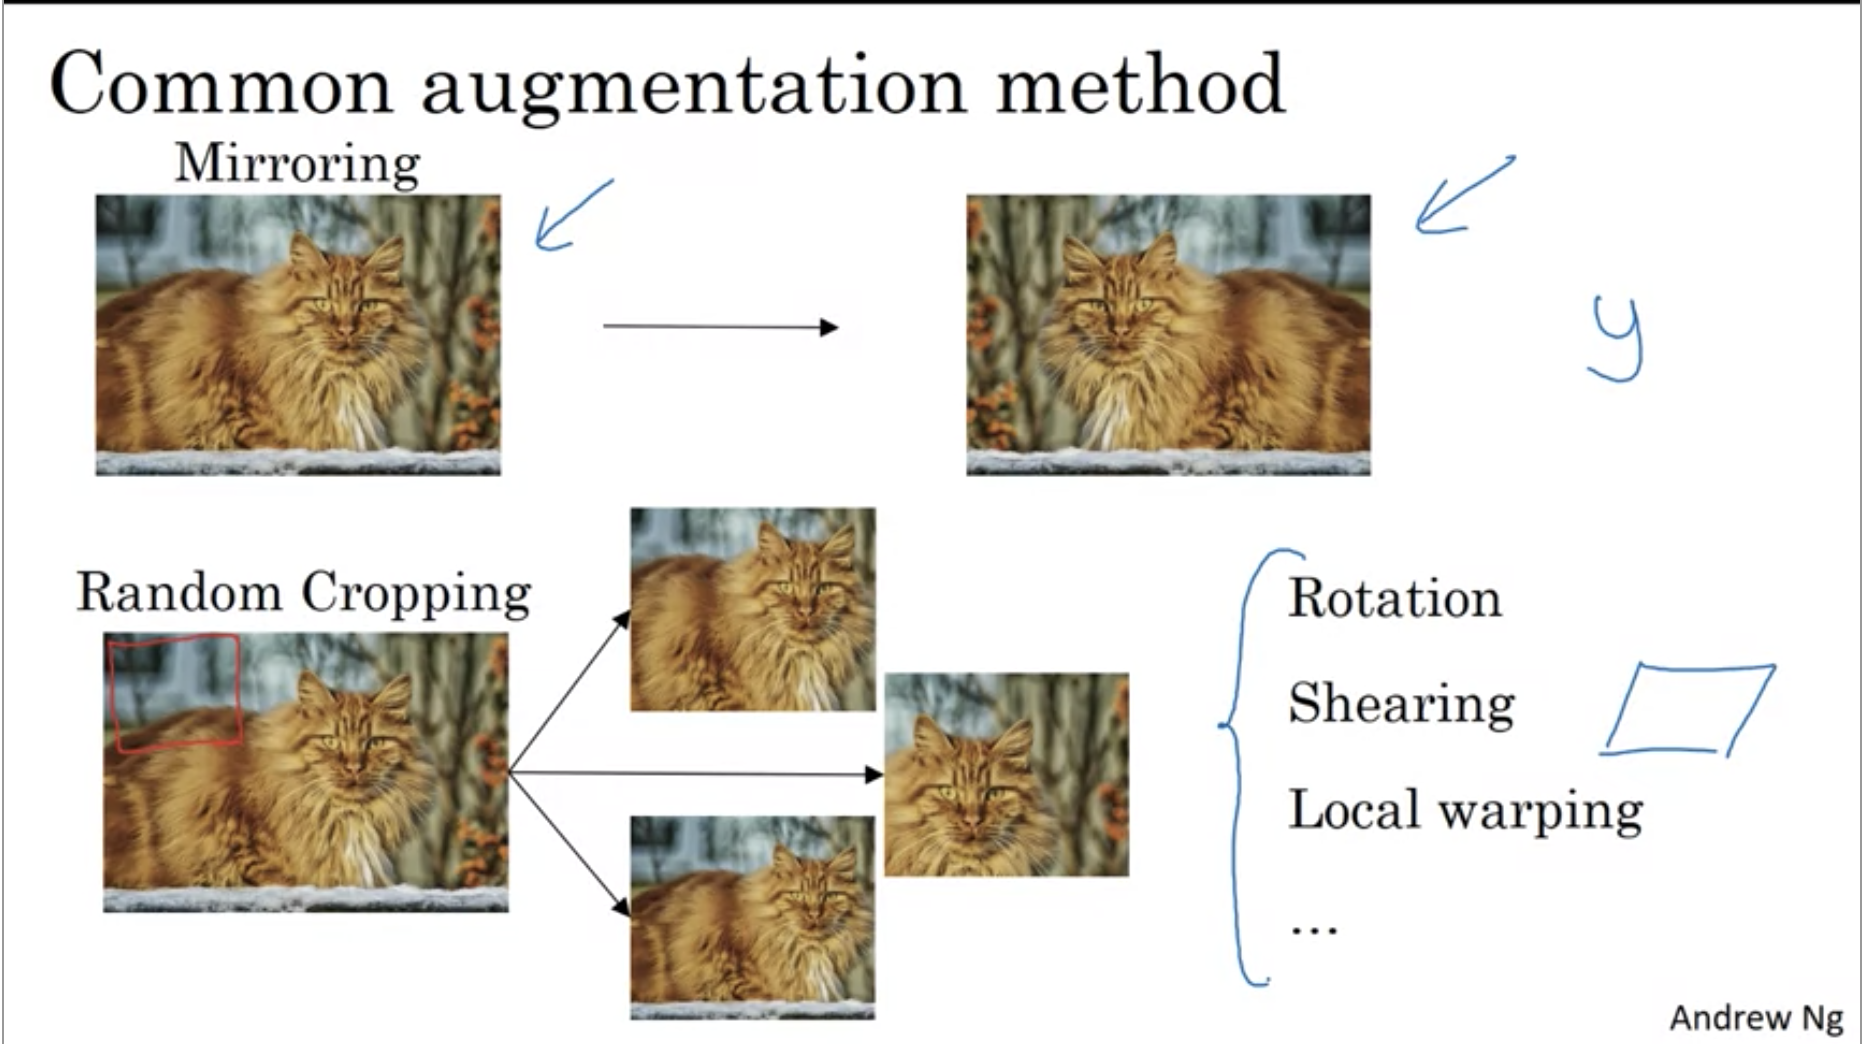 Common augmentation method
Mirroring
y
Random Cropping
Rotation
Shearing
Local warping
...
Andrew Ng